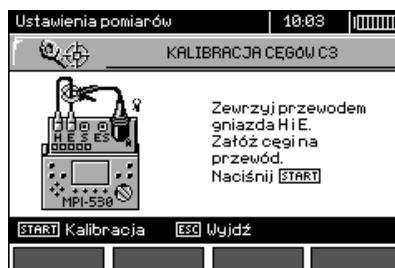 Ustawienia pomiarów 10:03
KALIBRACJA CĘGÓW C3
Zewrzyj przewodem
gniazda H i E.
Załóż cęgi na
przewód.
Naciśnij START
H E S ES
MPI-530
START Kalibracja ESC Wyjdź